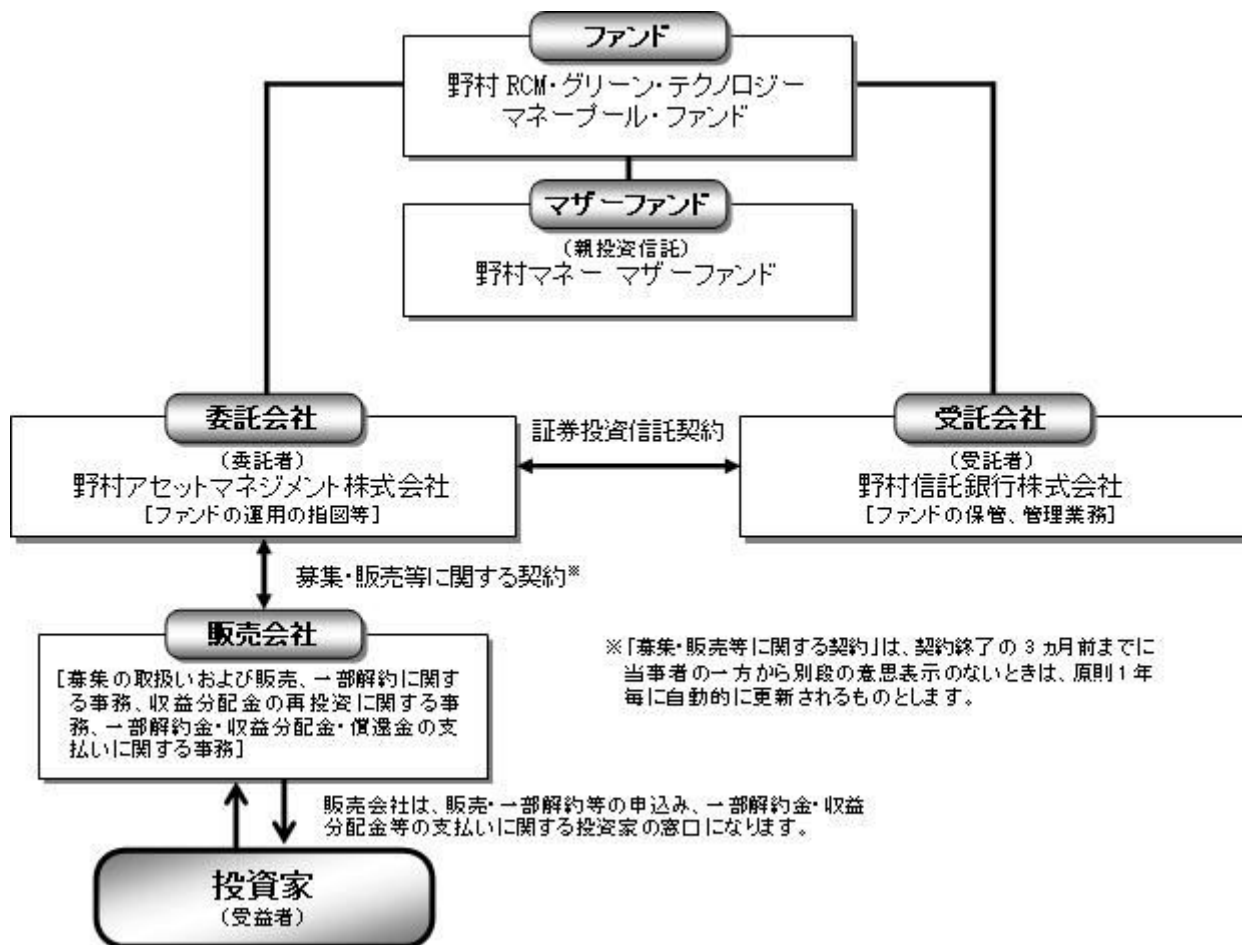 ファンド
野村 RCM・グリーン・テクノロジー
マネープール・ファンド
マザーファンド
(親投資信託)
野村マネー マザーファンド
委託会社
(委託者)
野村アセットマネジメント株式会社
[ファンドの運用の指図等]
証券投資信託契約
受託会社
(受託者)
野村信託銀行株式会社
[ファンドの保管、管理業務]
募集・販売等に関する契約※
販売会社
[募集の取扱いおよび販売、一部解約に関す
る事務、収益分配金の再投資に関する事
務、一部解約金・収益分配金・償還金の支
払いに関する事務]
※「募集・販売等に関する契約」は、契約終了の 3 ヵ月前までに
当事者の一方から別段の意思表示のないときは、原則 1 年
毎に自動的に更新されるものとします。
販売会社は、販売・一部解約等の申込み、一部解約金・収益
分配金等の支払いに関する投資家の窓口になります。
投資家
(受益者)